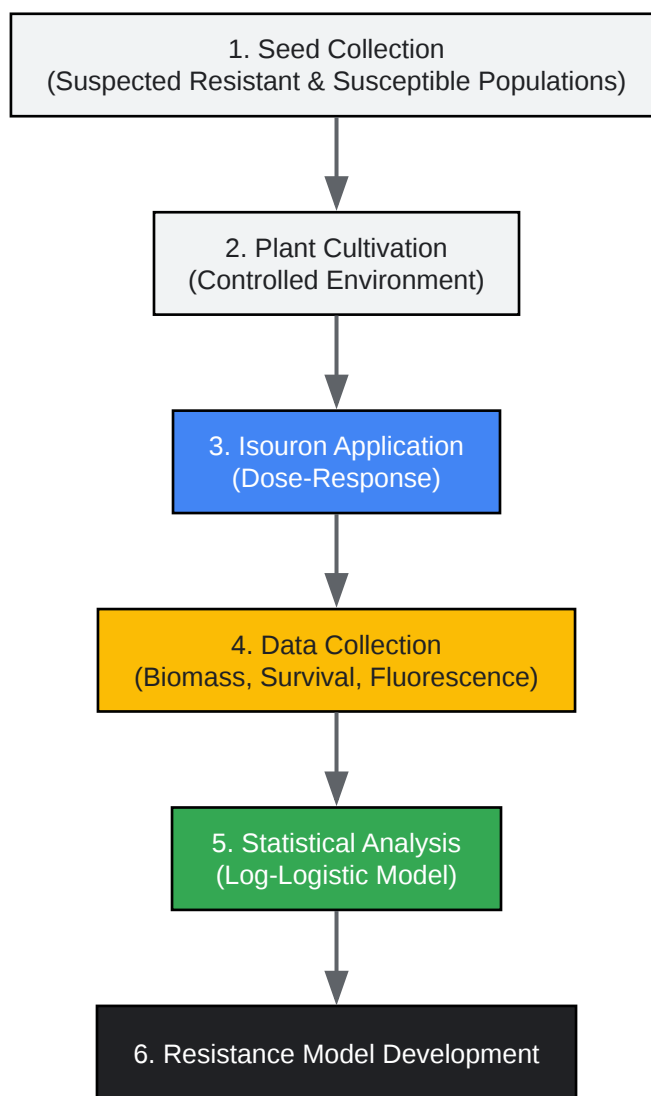 1. Seed Collection
(Suspected Resistant & Susceptible Populations)
2. Plant Cultivation
(Controlled Environment)
3. Isouron Application
(Dose-Response)
4. Data Collection
(Biomass, Survival, Fluorescence)
5. Statistical Analysis
(Log-Logistic Model)
6. Resistance Model Development